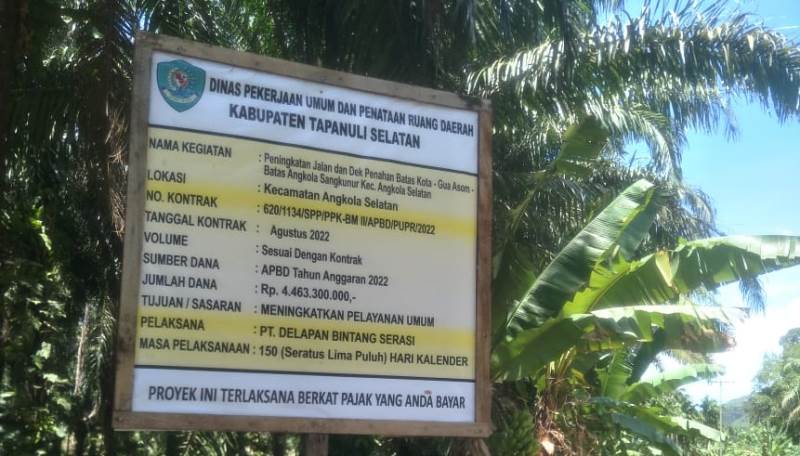 DINAS PEKERJAAN UMUM DAN PENATAAN RUANG DAERAH
KABUPATEN TAPANULI SELATAN
NAMA KEGIATAN : Peningkatan Jalan dan Dek Penahan Batas Kota - Gua Asom -
Batas Angkola Sangkunur Kec. Angkola Selatan
LOKASI : Kecamatan Angkola Selatan
NO. KONTRAK : 620/1134/SPP/PPK-BM II/APBD/PUPR/2022
TANGGAL KONTRAK : Agustus 2022
VOLUME : Sesuai Dengan Kontrak
SUMBER DANA : APBD Tahun Anggaran 2022
JUMLAH DANA : Rp. 4.463.300.000,-
TUJUAN / SASARAN : MENINGKATKAN PELAYANAN UMUM
PELAKSANA : PT. DELAPAN BINTANG SERASI
MASA PELAKSANAAN : 150 (Seratus Lima Puluh) HARI KALENDER
PROYEK INI TERLAKSANA BERKAT PAJAK YANG ANDA BAYAR